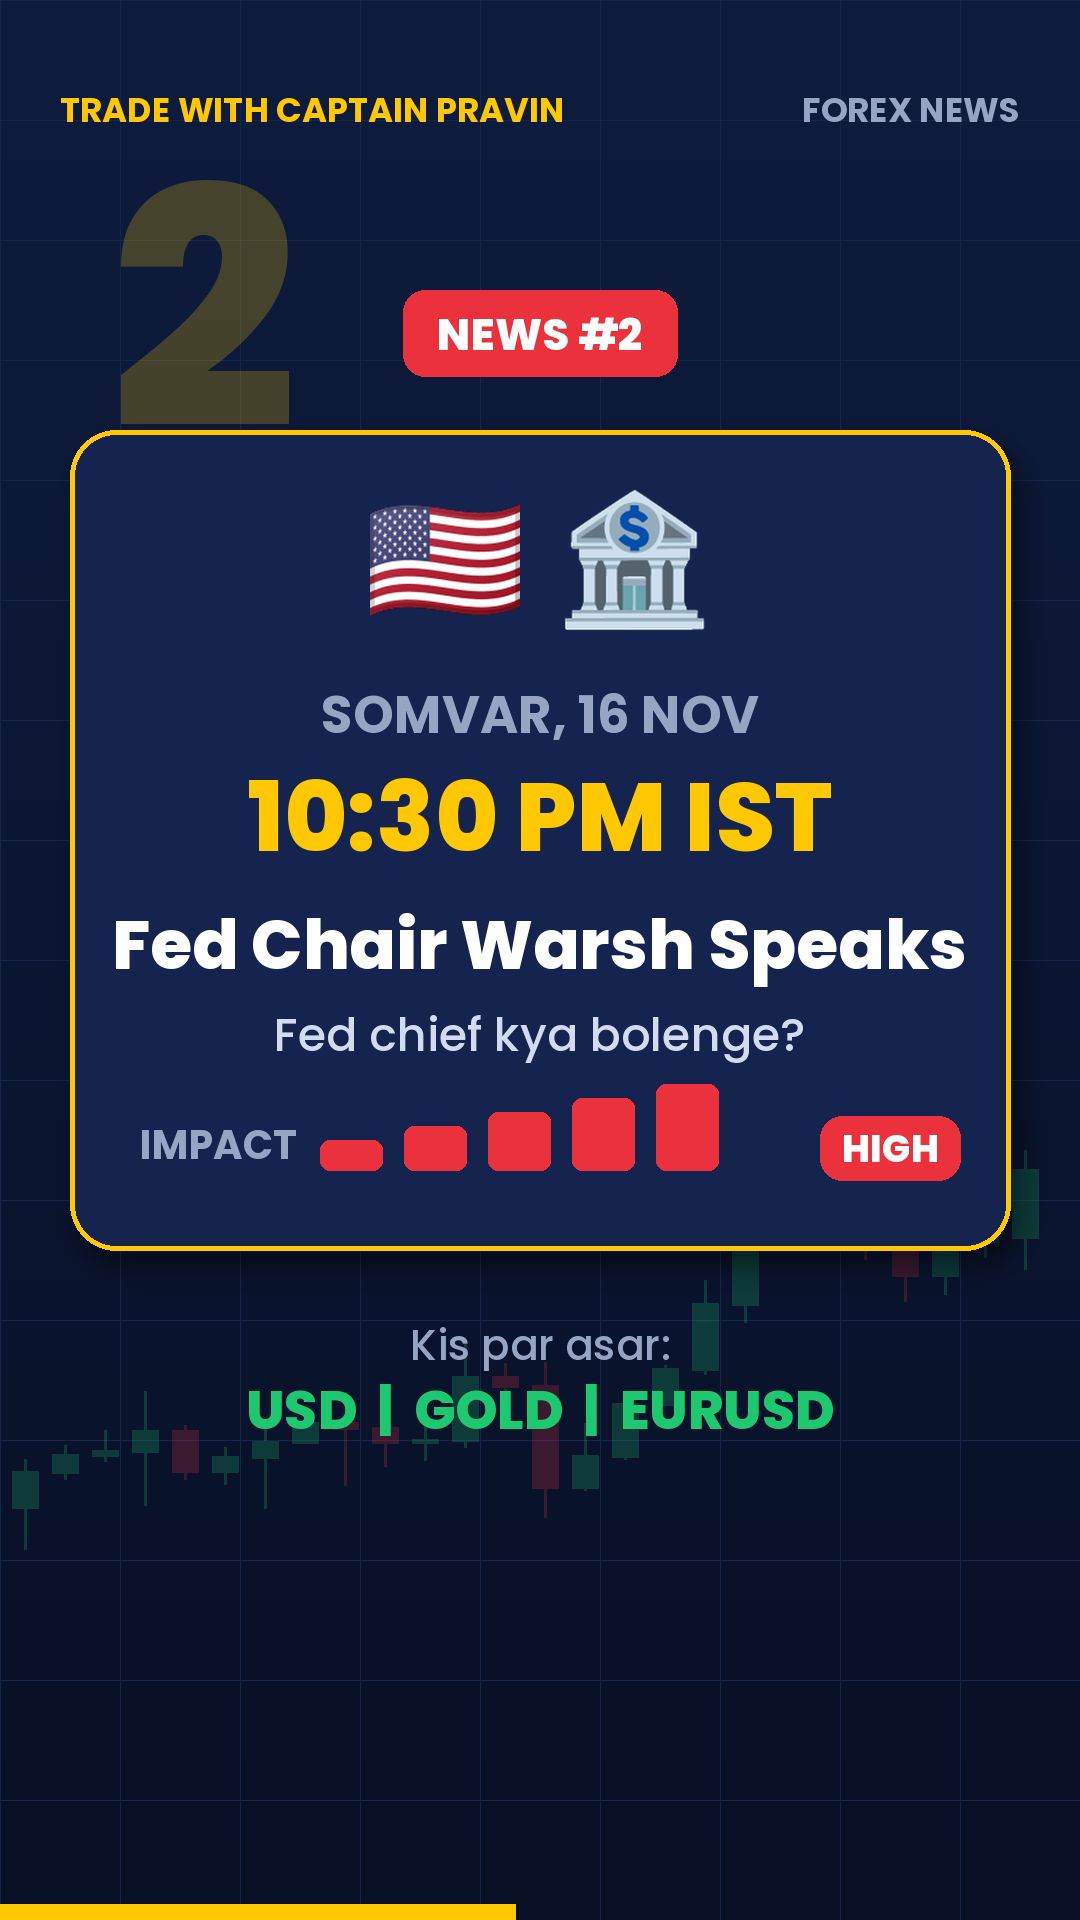 TRADE WITH CAPTAIN PRAVIN
FOREX NEWS
2
NEWS #2
$
SOMVAR, 16 NOV
10:30 PM IST
Fed Chair Warsh Speaks
Fed chief kya bolenge?
IMPACT
HIGH
Kis par asar:
USD | GOLD | EURUSD